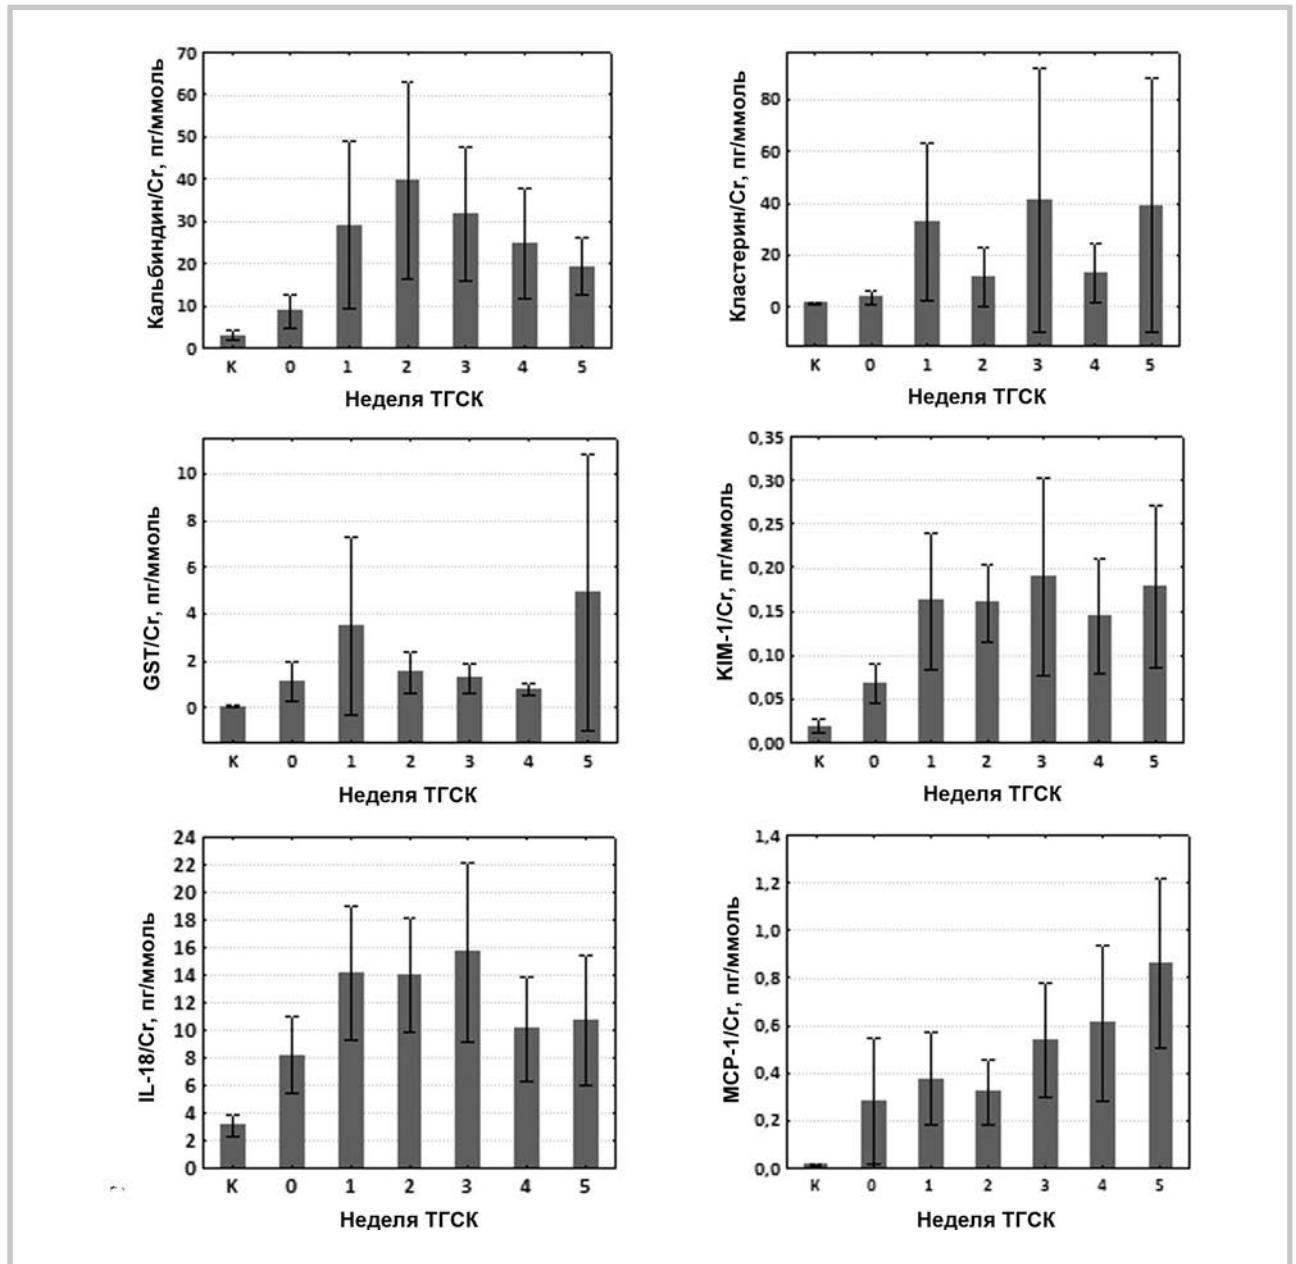 Кальбиндин/Cr, пг/ммоль
70
60
50
40
30
20
10
0
К 0 1 2 3 4 5
Неделя ТГСК
Кластерин/Cr, пг/ммоль
80
60
40
20
0
К 0 1 2 3 4 5
Неделя ТГСК
GST/Cr, пг/ммоль
10
8
6
4
2
0
К 0 1 2 3 4 5
Неделя ТГСК
KIM-1/Cr, пг/ммоль
0,35
0,30
0,25
0,20
0,15
0,10
0,05
0,00
К 0 1 2 3 4 5
Неделя ТГСК
IL-18/Cr, пг/ммоль
24
22
20
18
16
14
12
10
8
6
4
2
0
К 0 1 2 3 4 5
Неделя ТГСК
MCP-1/Cr, пг/ммоль
1,4
1,2
1,0
0,8
0,6
0,4
0,2
0,0
К 0 1 2 3 4 5
Неделя ТГСК